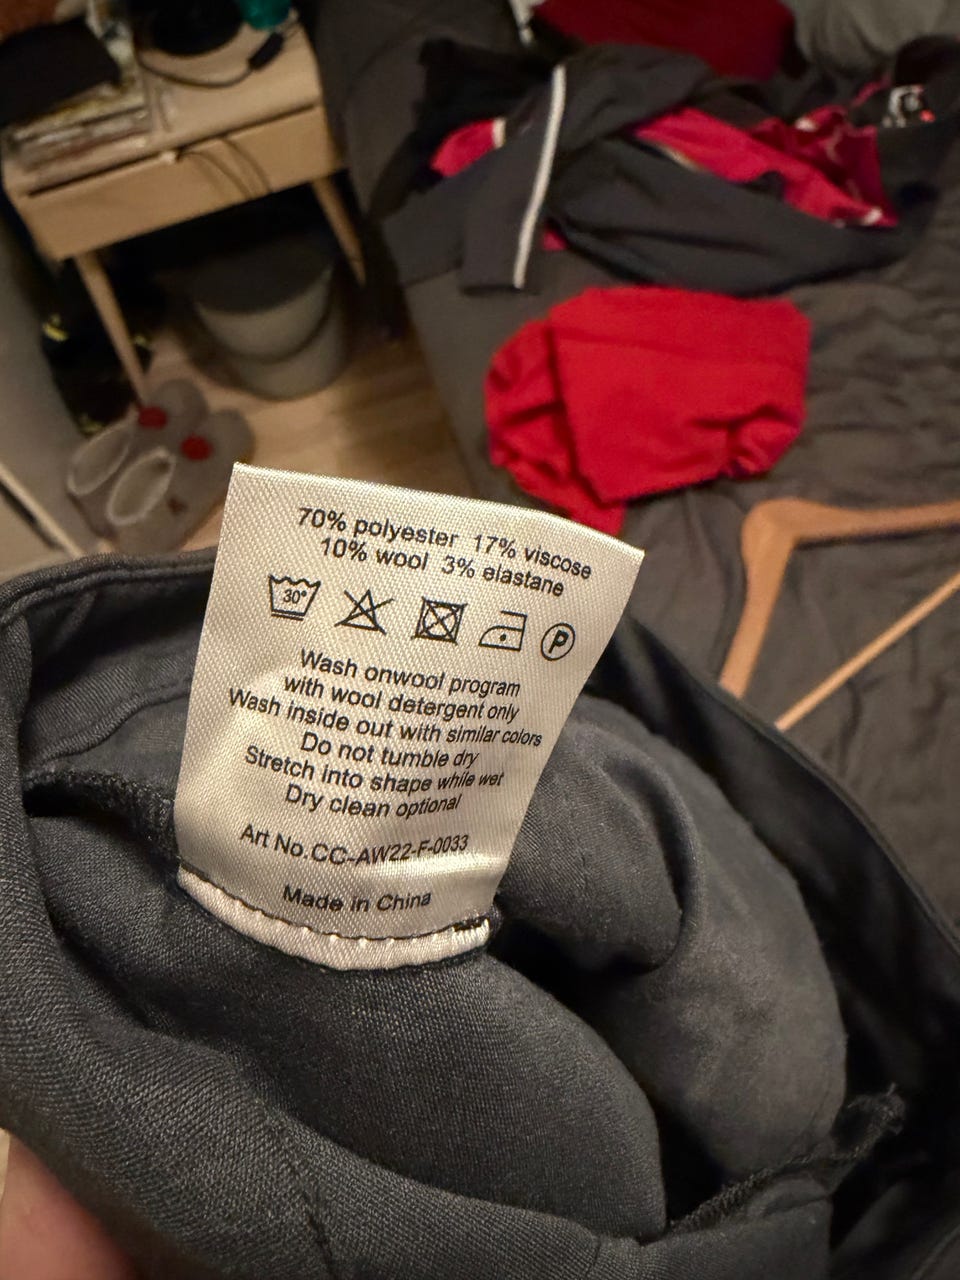 70% polyester 17% viscose
10% wool 3% elastane
30°
P
Wash onwool program
with wool detergent only
Wash inside out with similar colors
Do not tumble dry
Stretch into shape while wet
Dry clean optional
Art No.CC-AW22-F-0033
Made in China